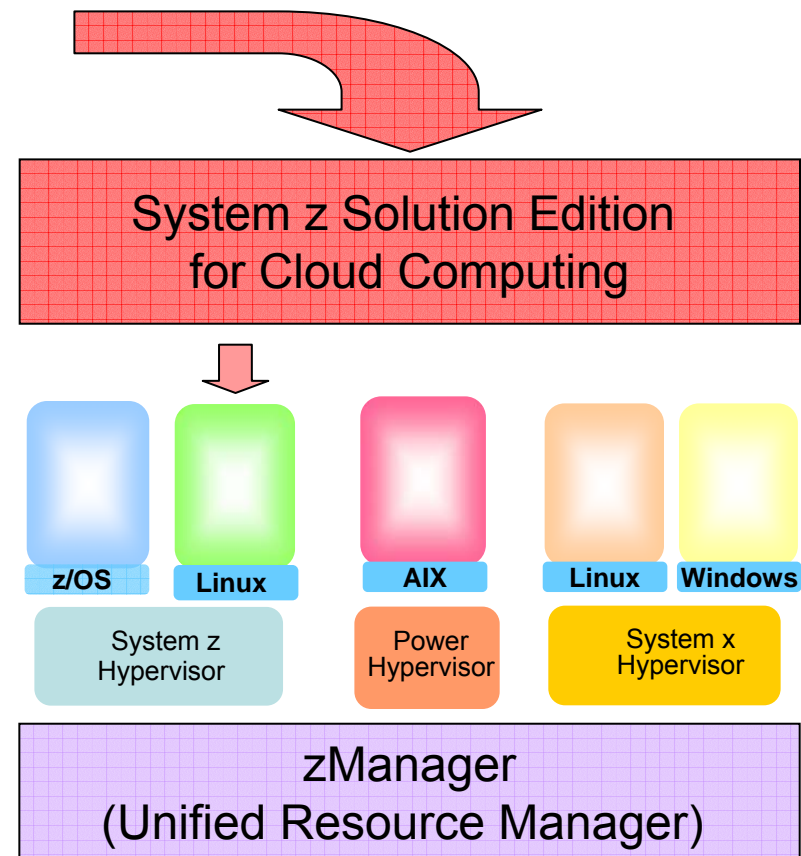 System z Solution Edition
for Cloud Computing
z/OS
Linux
AIX
Linux
Windows
System z
Hypervisor
Power
Hypervisor
System x
Hypervisor
zManager
(Unified Resource Manager)